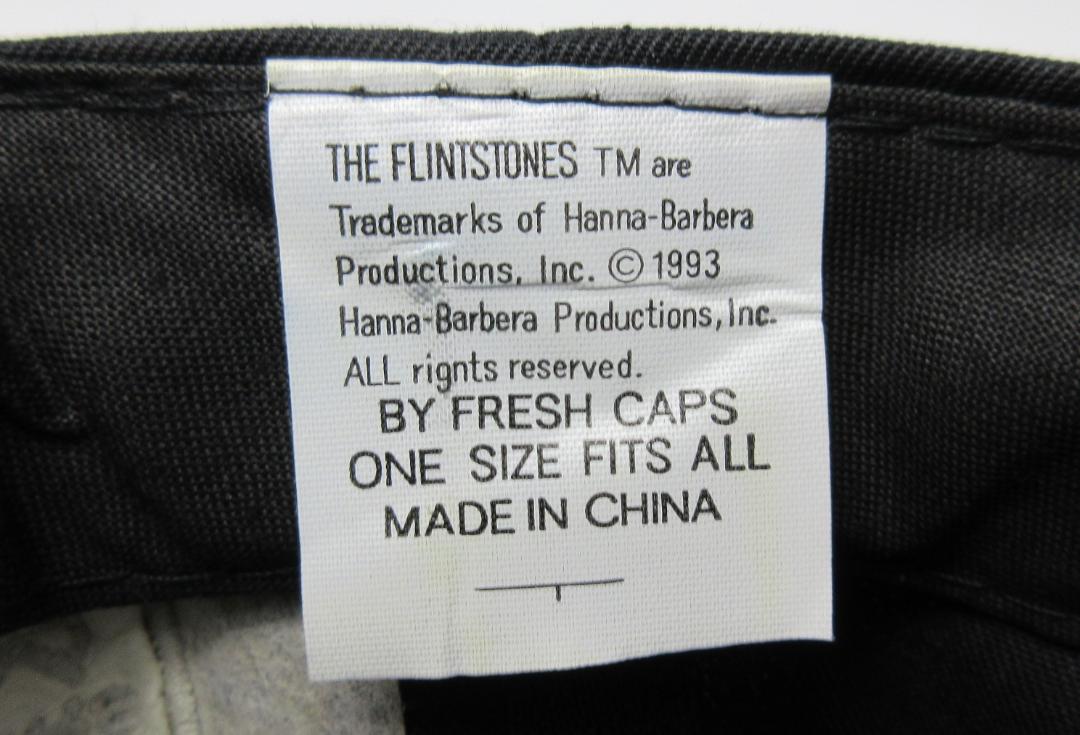 THE FLINTSTONES TM are
Trademarks of Hanna-Barbera
Productions, Inc. © 1993
Hanna-Barbera Productions, Inc.
ALL rignts reserved.
BY FRESH CAPS
ONE SIZE FITS ALL
MADE IN CHINA